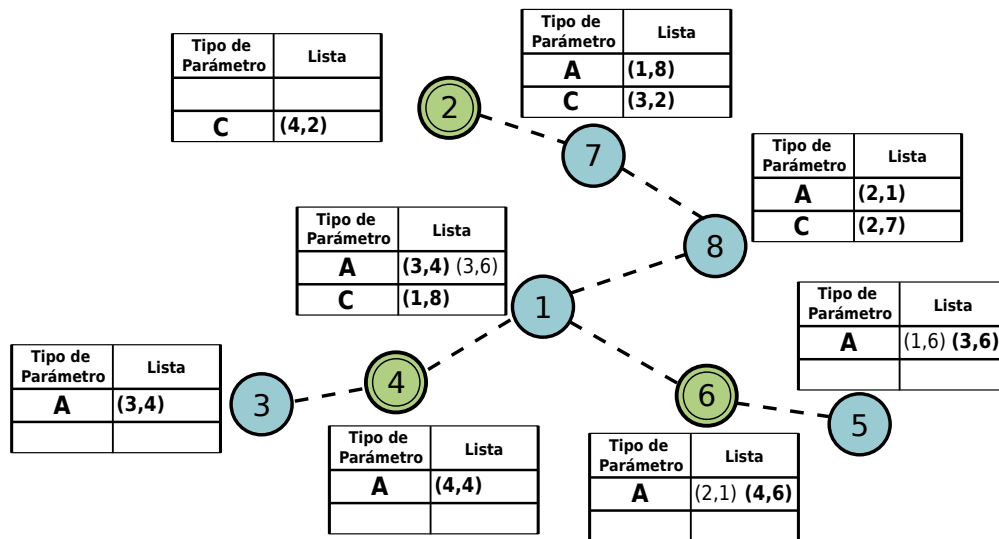 Tipo de Parámetro Lista
C (4,2)
2
Tipo de Parámetro Lista
A (1,8)
C (3,2)
7
Tipo de Parámetro Lista
A (2,1)
C (2,7)
8
Tipo de Parámetro Lista
A (3,4) (3,6)
C (1,8)
1
Tipo de Parámetro Lista
A (1,6) (3,6)
5
Tipo de Parámetro Lista
A (3,4)
3
4
6
Tipo de Parámetro Lista
A (4,4)
Tipo de Parámetro Lista
A (2,1) (4,6)